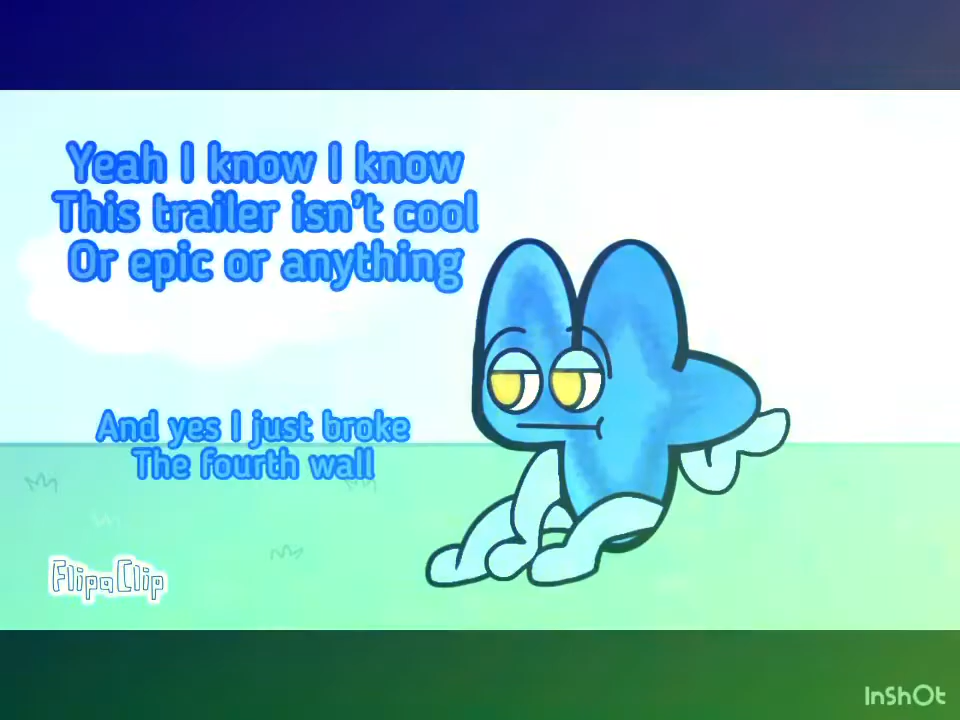 Yeah I know I know
This trailer isn't cool
Or epic or anything
And yes I just broke
The fourth wall
FlipaClip
InShOt